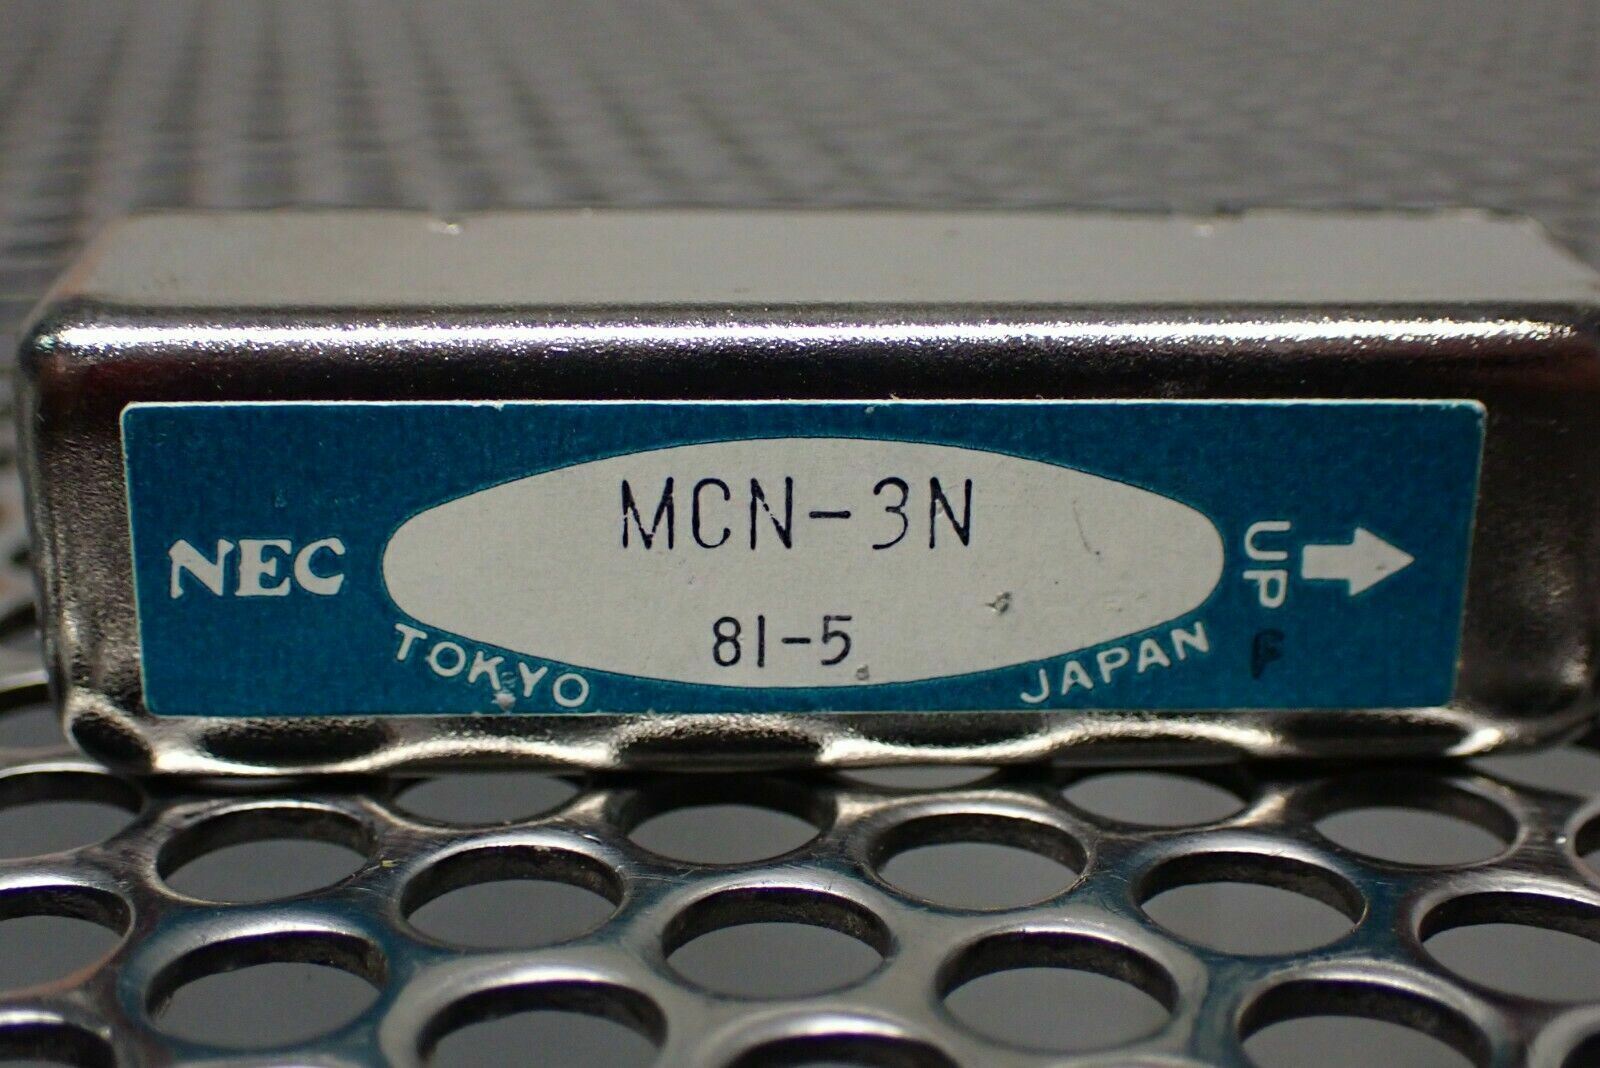 NEC
MCN-3N
81-5
TOKYO
JAPAN
UP